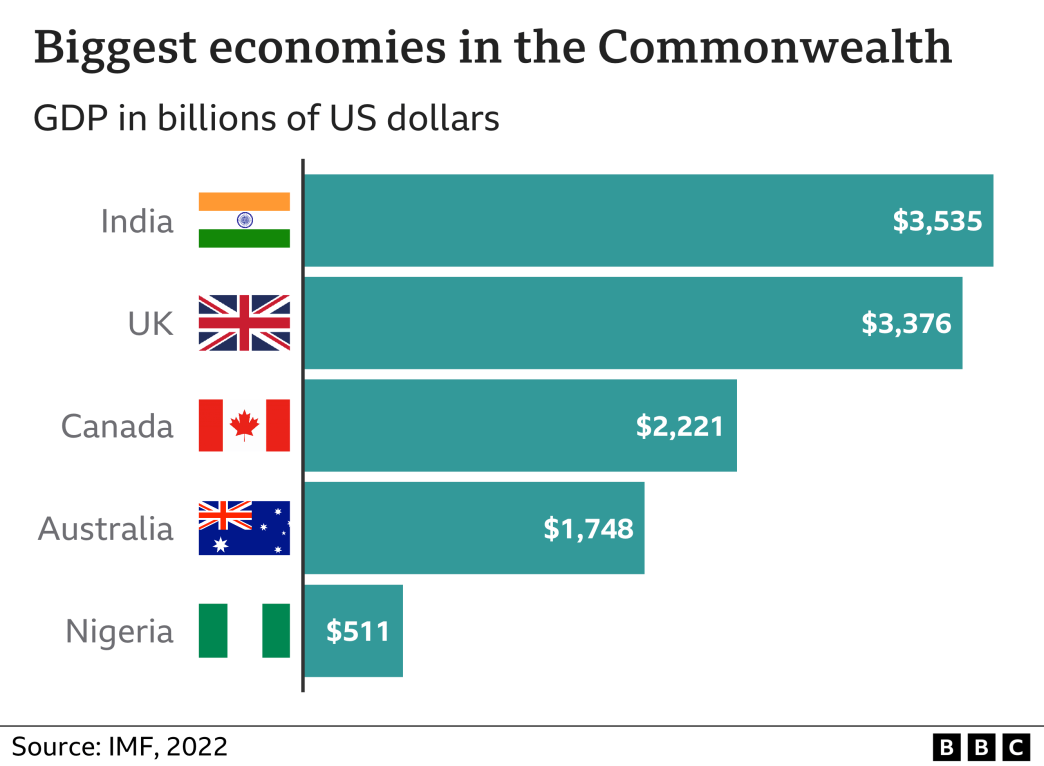 Biggest economies in the Commonwealth
GDP in billions of US dollars
India $3,535
UK $3,376
Canada $2,221
Australia $1,748
Nigeria $511
Source: IMF, 2022
BBC